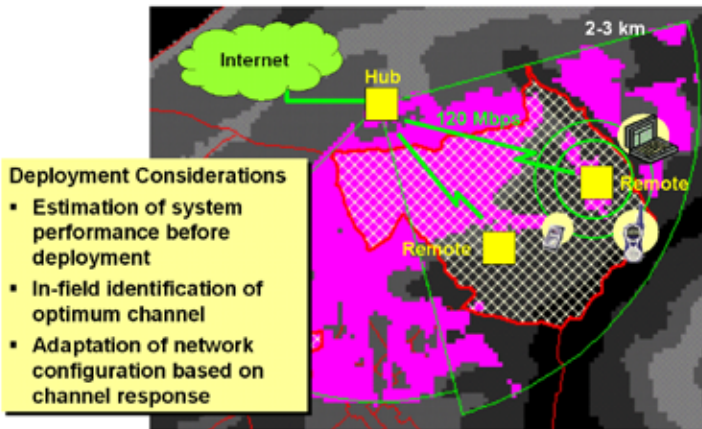 2-3 km
Internet
Hub
120 Mbps
Remote
Remote
Deployment Considerations
▪ Estimation of system
performance before
deployment
▪ In-field identification of
optimum channel
▪ Adaptation of network
configuration based on
channel response